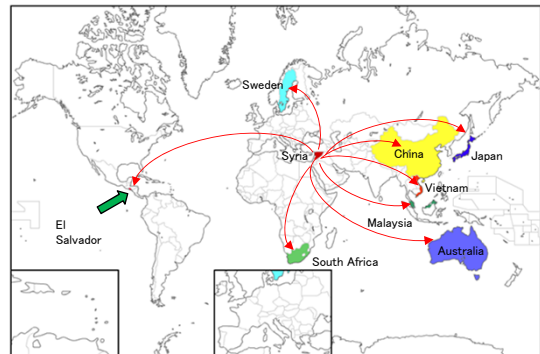 Sweden
Syria
China
Japan
Vietnam
Malaysia
El
Salvador
South Africa
Australia